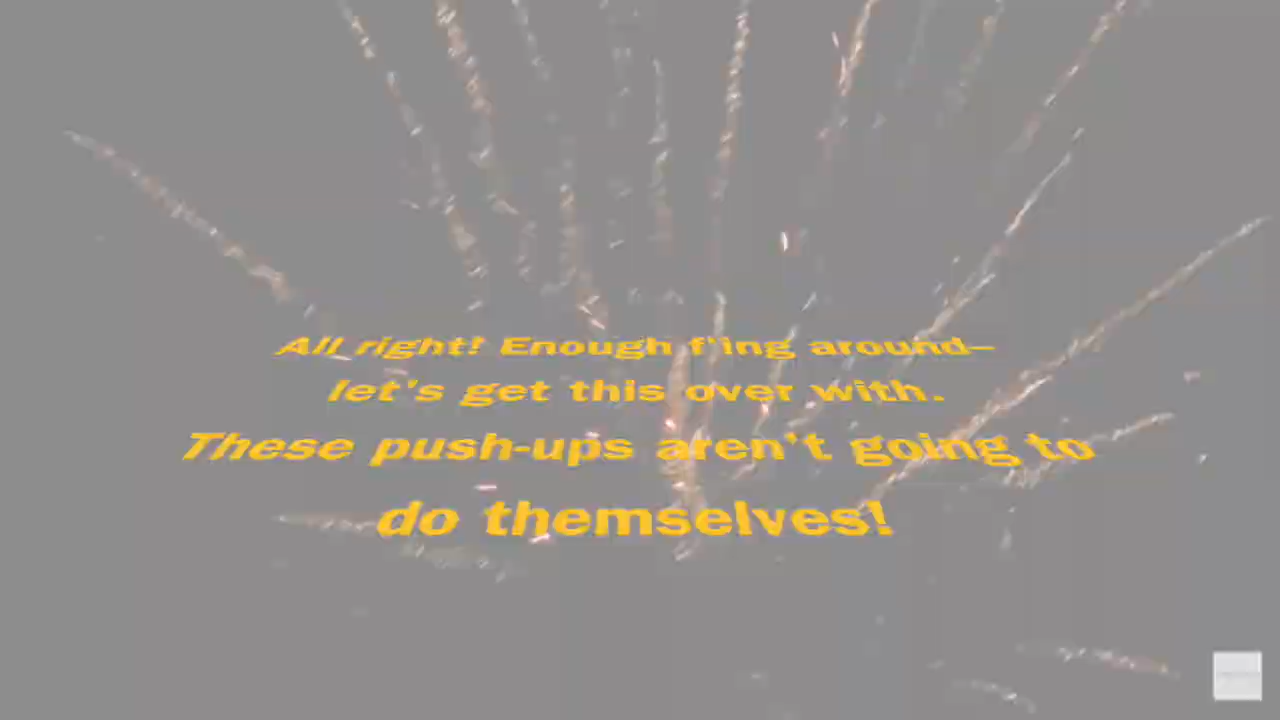 All right! Enough f'ing around—
let's get this over with.
These push-ups aren't going to
do themselves!